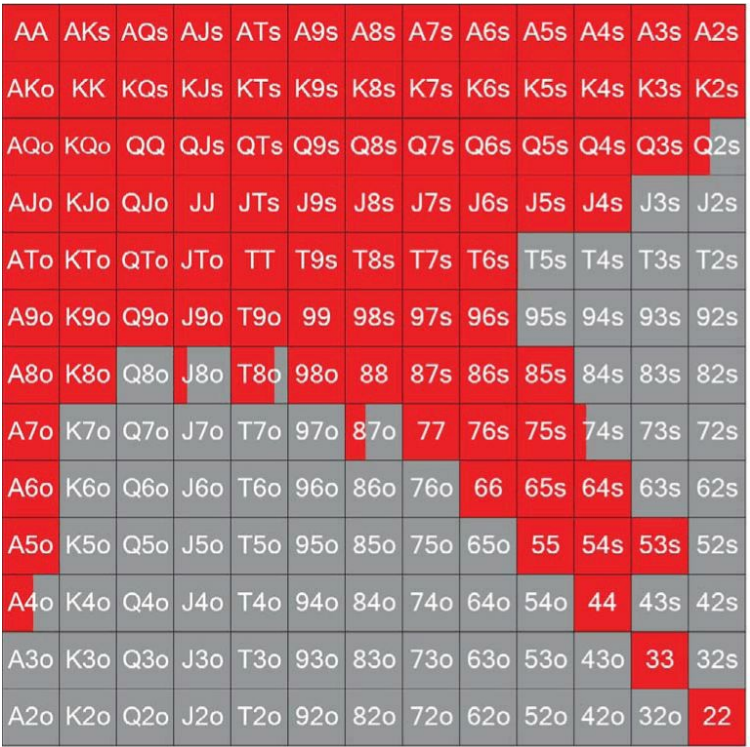 AA AKs AQs AJs ATs A9s A8s A7s A6s A5s A4s A3s A2s
AKo KK KQs KJs KTs K9s K8s K7s K6s K5s K4s K3s K2s
AQo KQo QQ QJs QTs Q9s Q8s Q7s Q6s Q5s Q4s Q3s Q2s
AJo KJo QJo JJ JTs J9s J8s J7s J6s J5s J4s J3s J2s
ATo KTo QTo JTo TT T9s T8s T7s T6s T5s T4s T3s T2s
A9o K9o Q9o J9o T9o 99 98s 97s 96s 95s 94s 93s 92s
A8o K8o Q8o J8o T8o 98o 88 87s 86s 85s 84s 83s 82s
A7o K7o Q7o J7o T7o 97o 87o 77 76s 75s 74s 73s 72s
A6o K6o Q6o J6o T6o 96o 86o 76o 66 65s 64s 63s 62s
A5o K5o Q5o J5o T5o 95o 85o 75o 65o 55 54s 53s 52s
A4o K4o Q4o J4o T4o 94o 84o 74o 64o 54o 44 43s 42s
A3o K3o Q3o J3o T3o 93o 83o 73o 63o 53o 43o 33 32s
A2o K2o Q2o J2o T2o 92o 82o 72o 62o 52o 42o 32o 22